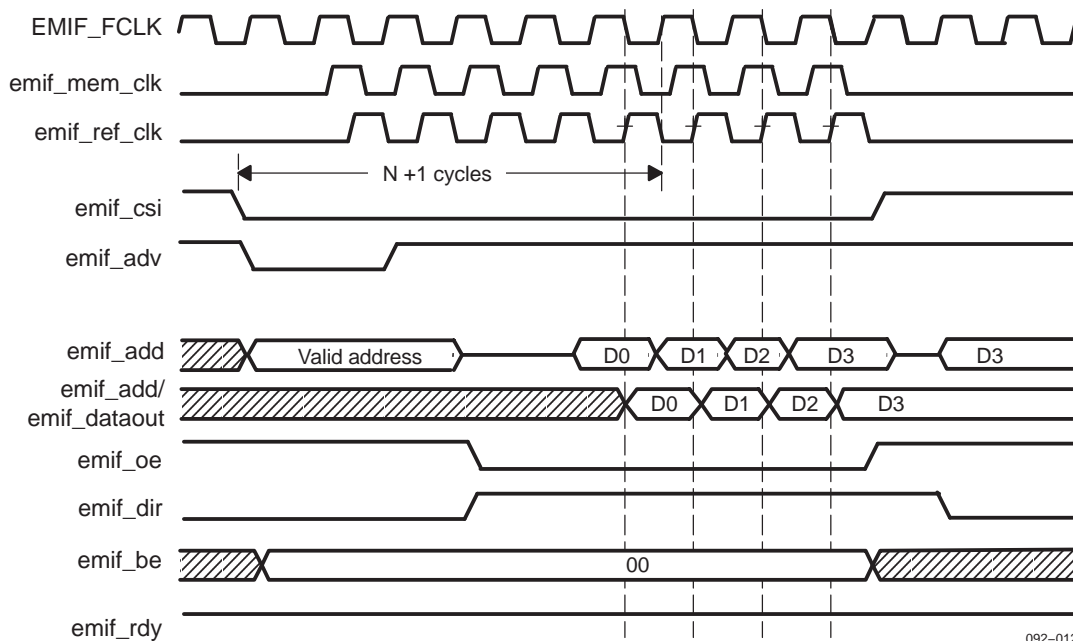 EMIF_FCLK
emif_mem_clk
emif_ref_clk
N +1 cycles
emif_csi
emif_adv
emif_add Valid address D0 D1 D2 D3 D3
emif_add/
emif_dataout D0 D1 D2 D3
emif_oe
emif_dir
emif_be 00
emif_rdy